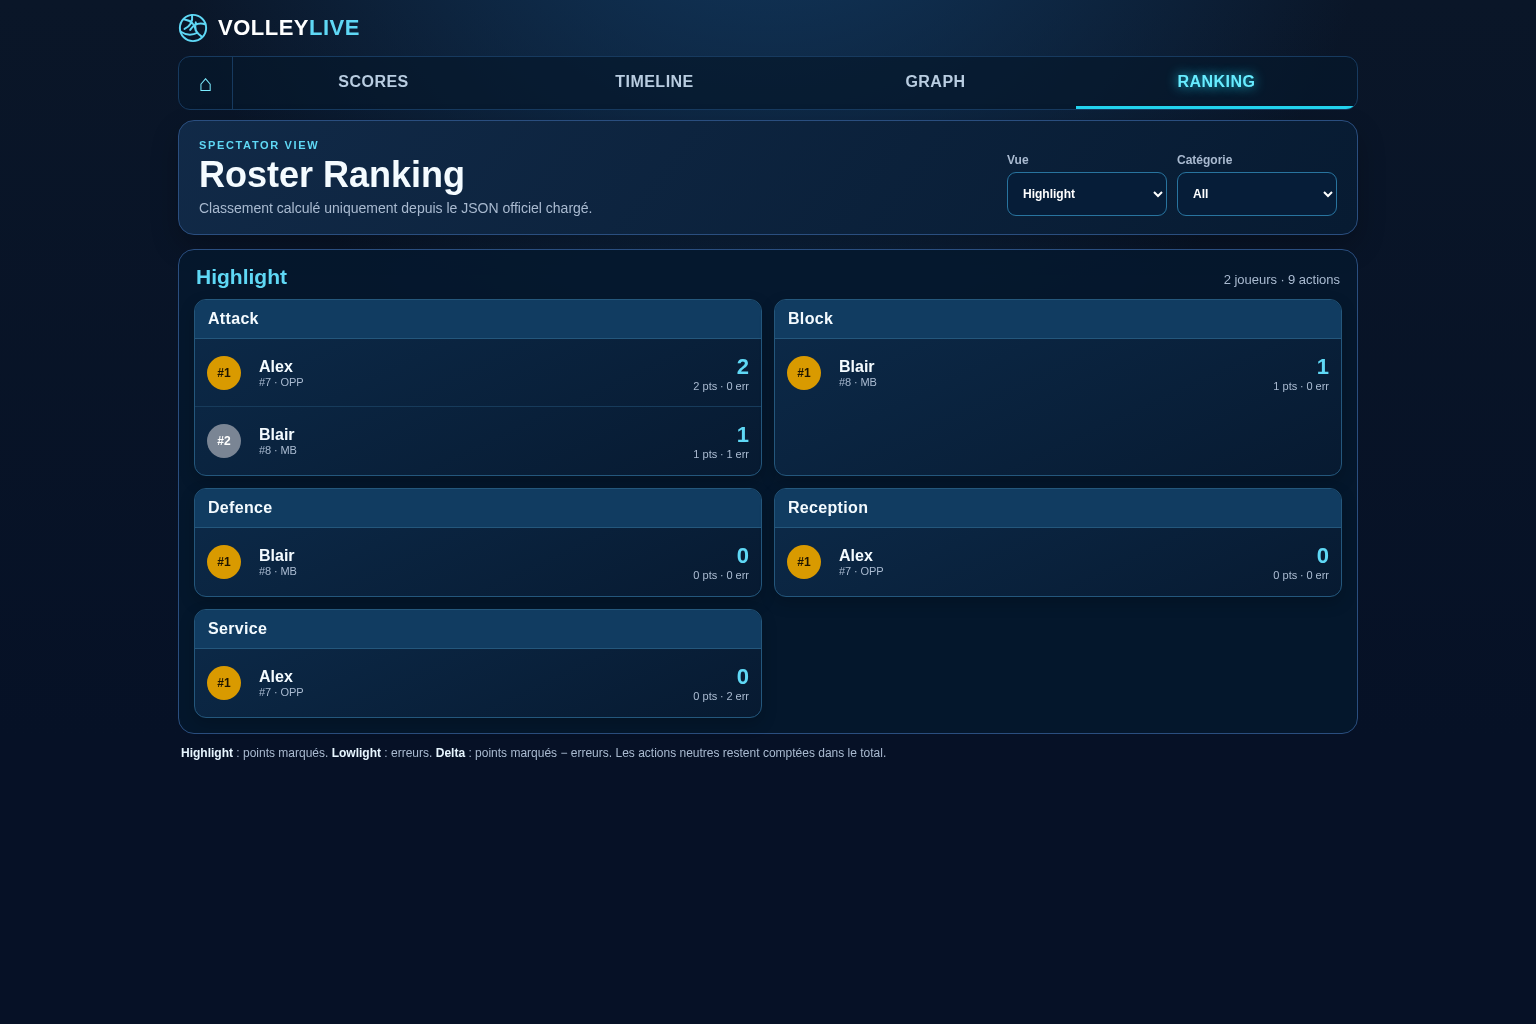 VOLLEYLIVE
⌂ SCORES TIMELINE GRAPH RANKING
SPECTATOR VIEW
Roster Ranking
Classement calculé uniquement depuis le JSON officiel chargé.
Vue Catégorie
Highlight All
Highlight
2 joueurs · 9 actions
Attack
#1 Alex 2
#7 · OPP 2 pts · 0 err
#2 Blair 1
#8 · MB 1 pts · 1 err
Block
#1 Blair 1
#8 · MB 1 pts · 0 err
Defence
#1 Blair 0
#8 · MB 0 pts · 0 err
Reception
#1 Alex 0
#7 · OPP 0 pts · 0 err
Service
#1 Alex 0
#7 · OPP 0 pts · 2 err
Highlight : points marqués. Lowlight : erreurs. Delta : points marqués − erreurs. Les actions neutres restent comptées dans le total.